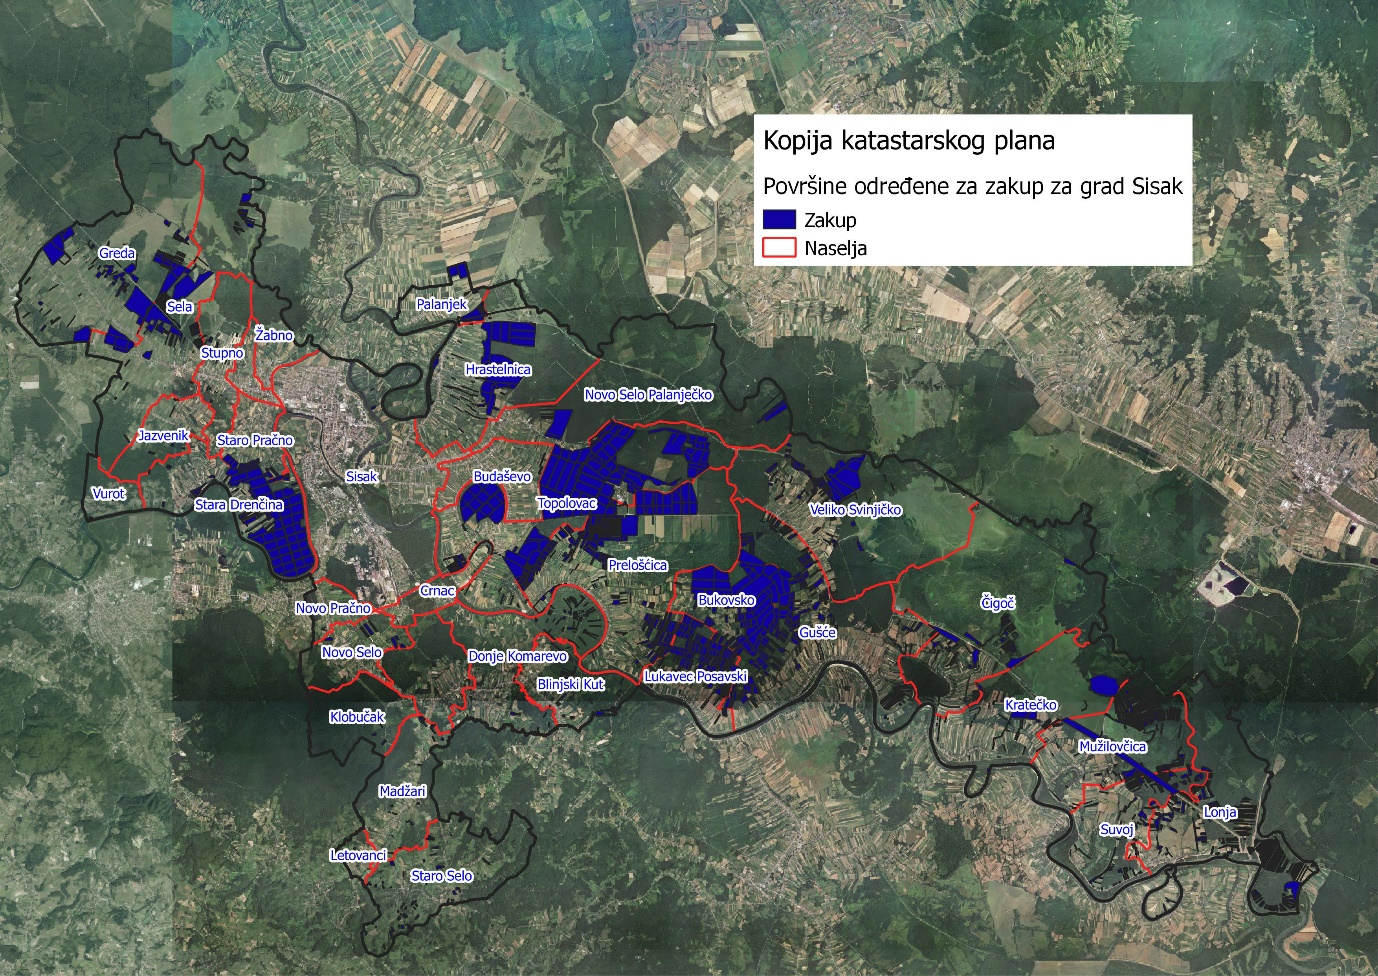 Kopija katastarskog plana
Površine određene za zakup za grad Sisak
Zakup
Naselja
Greda
Sela
Palanjek
Žabno
Stupno
Hrastelnica
Novo Selo Palanječko
Jazvenik
Staro Pračno
Sisak
Budaševo
Vurot
Stara Drenčina
Topolovac
Veliko Svinjičko
Prelošćica
Crnac
Bukovsko
Čigoč
Novo Pračno
Gušće
Novo Selo
Donje Komarevo
Blinjski Kut
Lukavec Posavski
Kratečko
Klobučak
Mužilovčica
Madžari
Lonja
Suvoj
Letovanci
Staro Selo